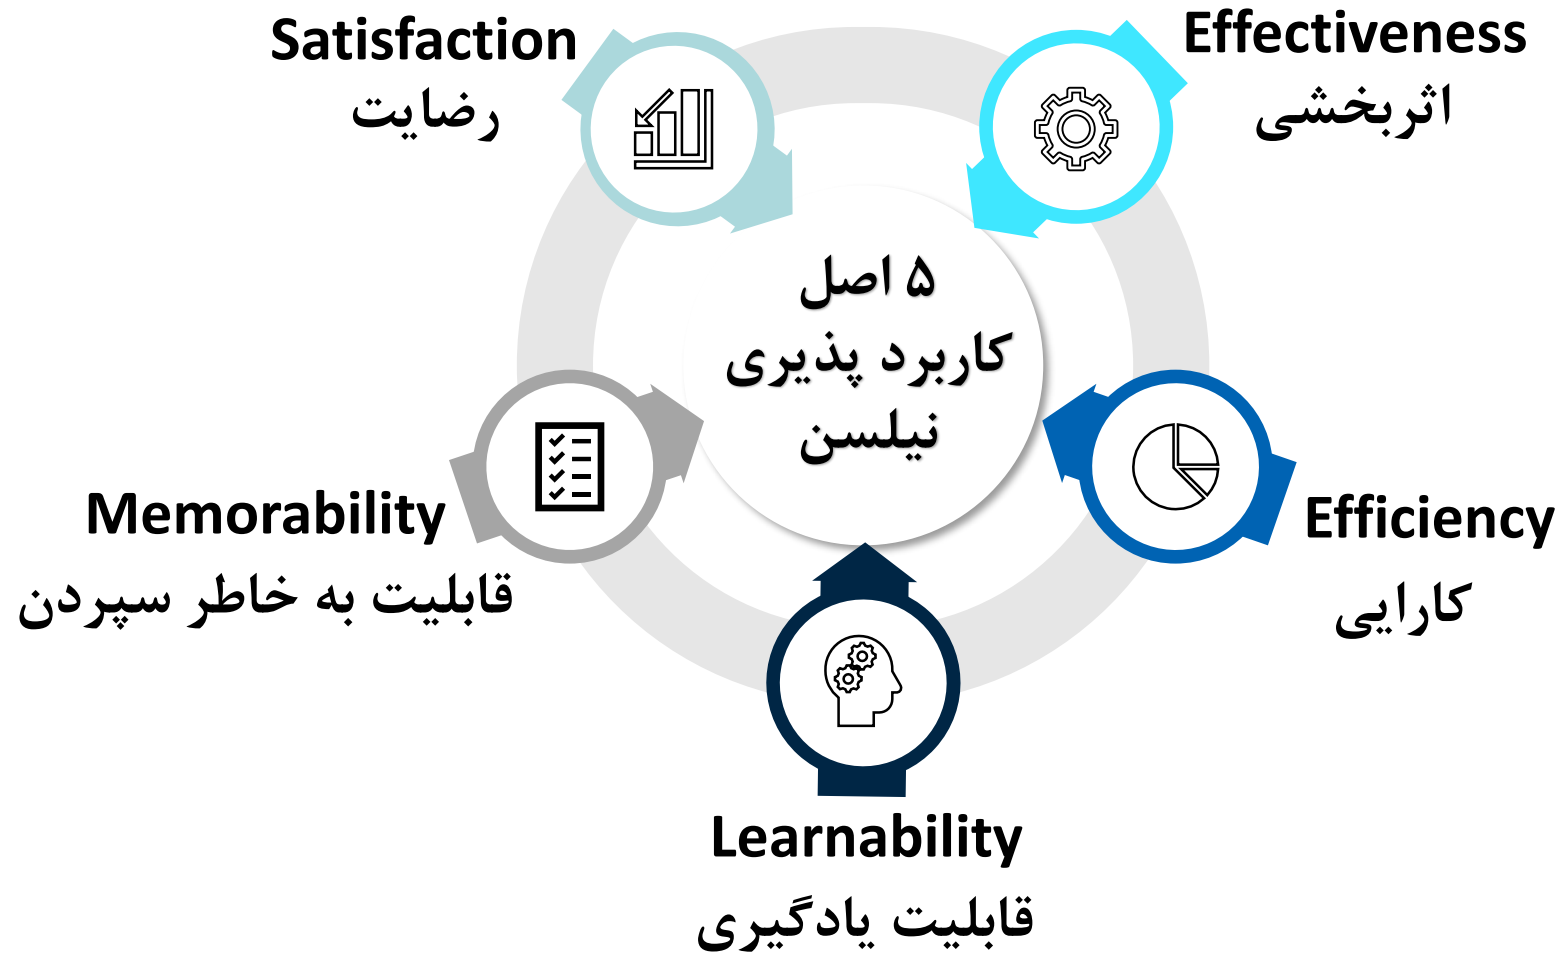 Satisfaction
رضایت
Effectiveness
اثربخشی
۵ اصل
کاربرد پذیری
نیلسن
Memorability
قابلیت به خاطر سپردن
Efficiency
کارایی
Learnability
قابلیت یادگیری